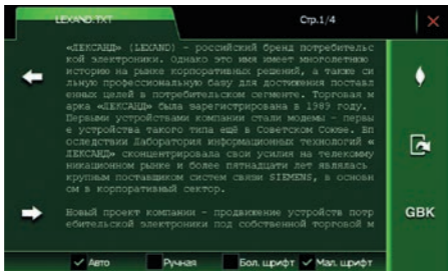 LEXAND.TXT
Стр.1/4
«ЛЕКСАНД» (LEXAND) – российский бренд потребительс
кой электроники. Однако это имя имеет многолетнюю
историю на рынке корпоративных решений, а также си
льную профессиональную базу для достижения поставл
енных целей в потребительском сегменте. Торговая м
арка «ЛЕКСАНД» была зарегистрирована в 1989 году.
Первыми устройствами компании стали модемы – первы
е устройства такого типа ещё в Советском Союзе. Вп
оследствии Лаборатория информационных технологий «
ЛЕКСАНД» сконцентрировала свои усилия на телекомму
никационном рынке и более пятнадцати лет являлась
крупным поставщиком систем связи SIEMENS, в основн
ом в корпоративный сектор.
Новый проект компании – продвижение устройств потр
ебительской электроники под собственной торговой м
GBK
Авто
Ручная
Бол. шрифт
Мал. шрифт